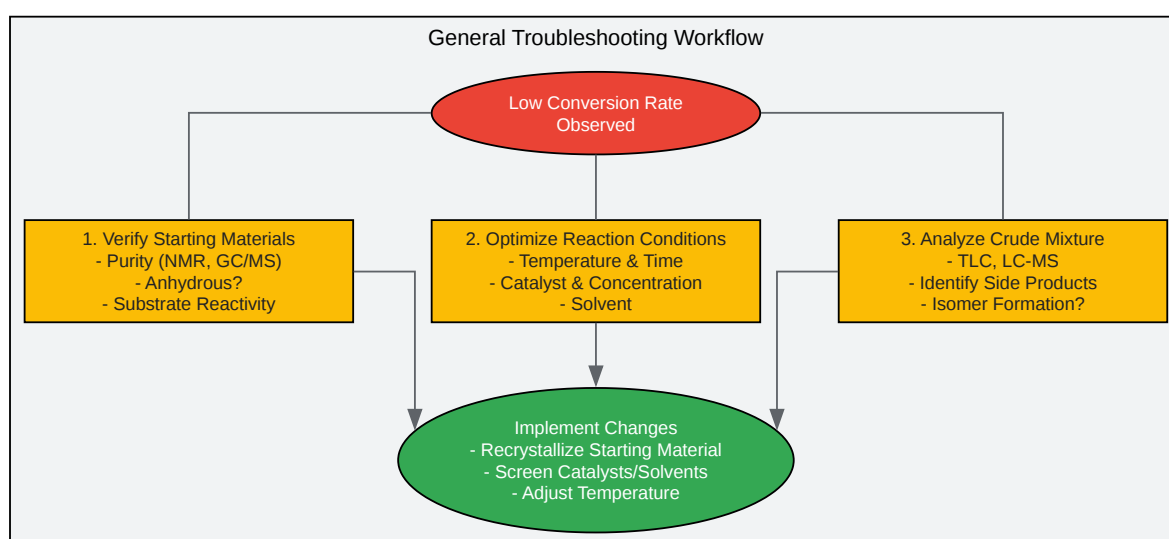 General Troubleshooting Workflow
Low Conversion Rate
Observed
1. Verify Starting Materials
- Purity (NMR, GC/MS)
- Anhydrous?
- Substrate Reactivity
2. Optimize Reaction Conditions
- Temperature & Time
- Catalyst & Concentration
- Solvent
3. Analyze Crude Mixture
- TLC, LC-MS
- Identify Side Products
- Isomer Formation?
Implement Changes
- Recrystallize Starting Material
- Screen Catalysts/Solvents
- Adjust Temperature